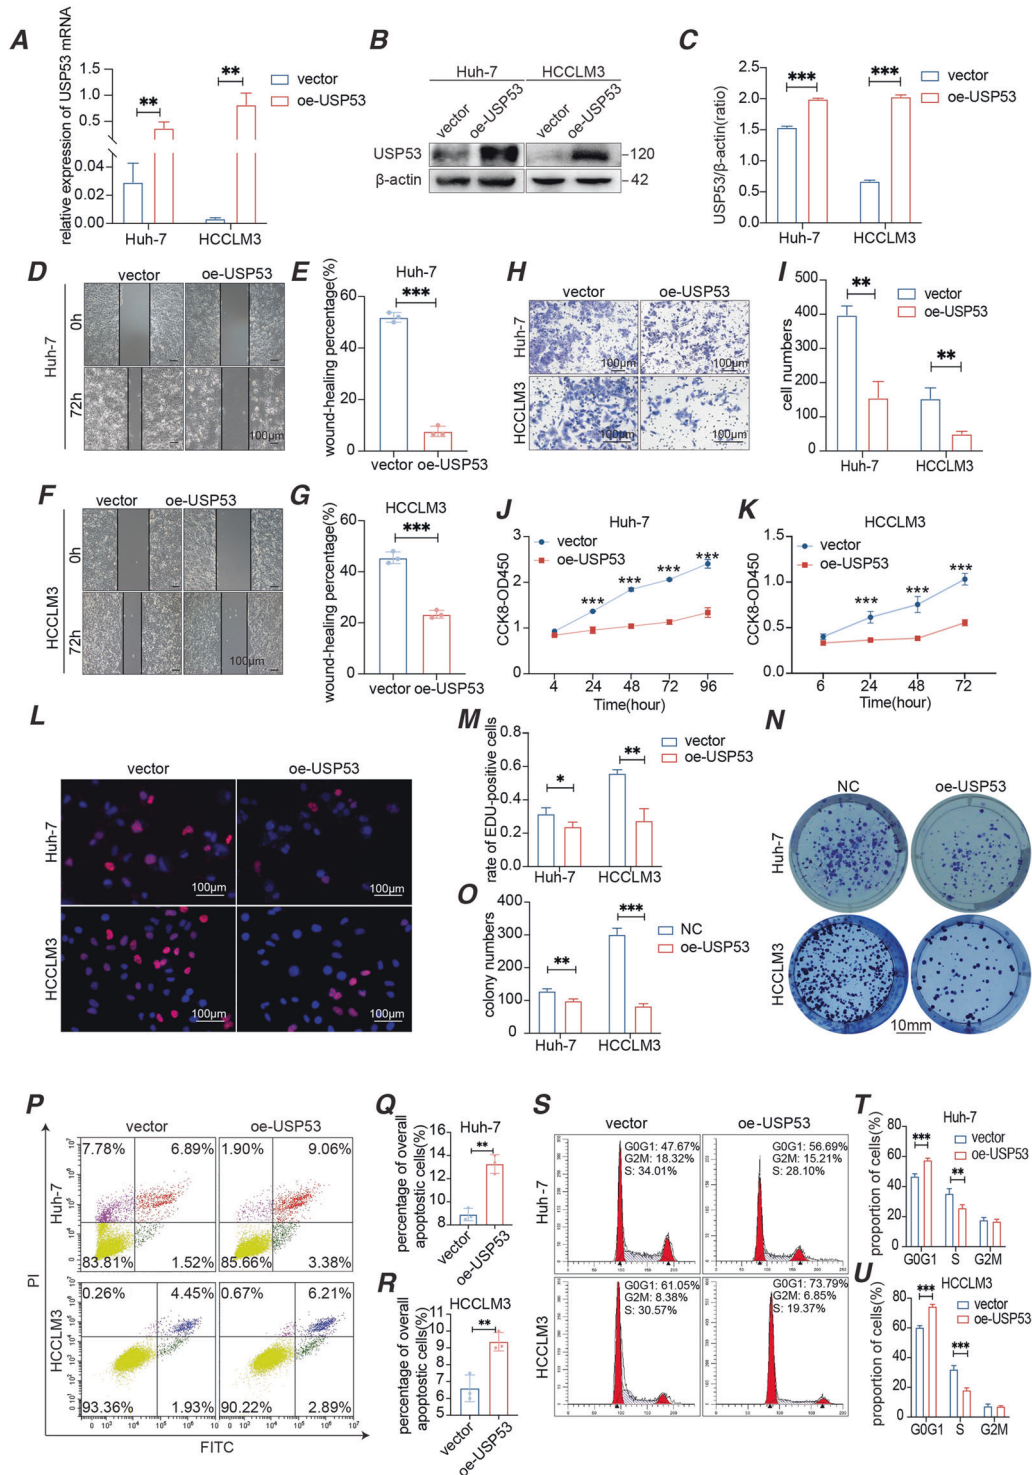 A
relative expression of USP53 mRNA
1.5
1.0
0.5
0.04
0.02
0.00
** **
Huh-7 HCCLM3
vector
oe-USP53
B
Huh-7 HCCLM3
vector oe-USP53 vector oe-USP53
USP53 -120
β-actin -42
C
USP53/β-actin(ratio)
2.5
2.0
1.5
1.0
0.5
0.0
*** ***
Huh-7 HCCLM3
vector
oe-USP53
D
vector oe-USP53
Huh-7
0h
72h
100μm
E
Huh-7
wound-healing percentage(%)
60
40
20
0
***
vector oe-USP53
F
vector oe-USP53
HCCLM3
0h
72h
100μm
G
HCCLM3
wound-healing percentage(%)
60
40
20
0
***
vector oe-USP53
H
vector oe-USP53
Huh-7
100μm 100μm
HCCLM3
100μm 100μm
I
cell numbers
500
400
300
200
100
0
** **
Huh-7 HCCLM3
vector
oe-USP53
J
Huh-7
CCK8-OD450
3
2
1
0
vector
oe-USP53
*** *** *** ***
4 24 48 72 96
Time(hour)
K
HCCLM3
CCK8-OD450
1.5
1.0
0.5
0.0
vector
oe-USP53
*** *** ***
6 24 48 72
Time(hour)
L
vector oe-USP53
Huh-7
100μm 100μm
HCCLM3
100μm 100μm
M
rate of EDU-positive cells
0.8
0.6
0.4
0.2
0.0
* **
Huh-7 HCCLM3
vector
oe-USP53
N
NC oe-USP53
Huh-7
HCCLM3
10mm
O
colony numbers
400
300
200
100
0
** ***
Huh-7 HCCLM3
NC
oe-USP53
P
vector oe-USP53
Huh-7
7.78% 6.89% 1.90% 9.06%
83.81% 1.52% 85.66% 3.38%
HCCLM3
0.26% 4.45% 0.67% 6.21%
93.36% 1.93% 90.22% 2.89%
PI
FITC
Q
Huh-7
percentage of overall
apoptostic cells(%)
16
14
12
10
8
**
vector
oe-USP53
R
HCCLM3
percentage of overall
apoptostic cells(%)
11
10
9
8
7
6
5
**
vector
oe-USP53
S
vector oe-USP53
Huh-7
G0G1: 47.67%
G2M: 18.32%
S: 34.01%
G0G1: 56.69%
G2M: 15.21%
S: 28.10%
HCCLM3
G0G1: 61.05%
G2M: 8.38%
S: 30.57%
G0G1: 73.79%
G2M: 6.85%
S: 19.37%
T
Huh-7
proportion of cells(%)
80
60
40
20
0
*** **
G0G1 S G2M
vector
oe-USP53
U
HCCLM3
proportion of cells(%)
80
60
40
20
0
*** ***
G0G1 S G2M
vector
oe-USP53